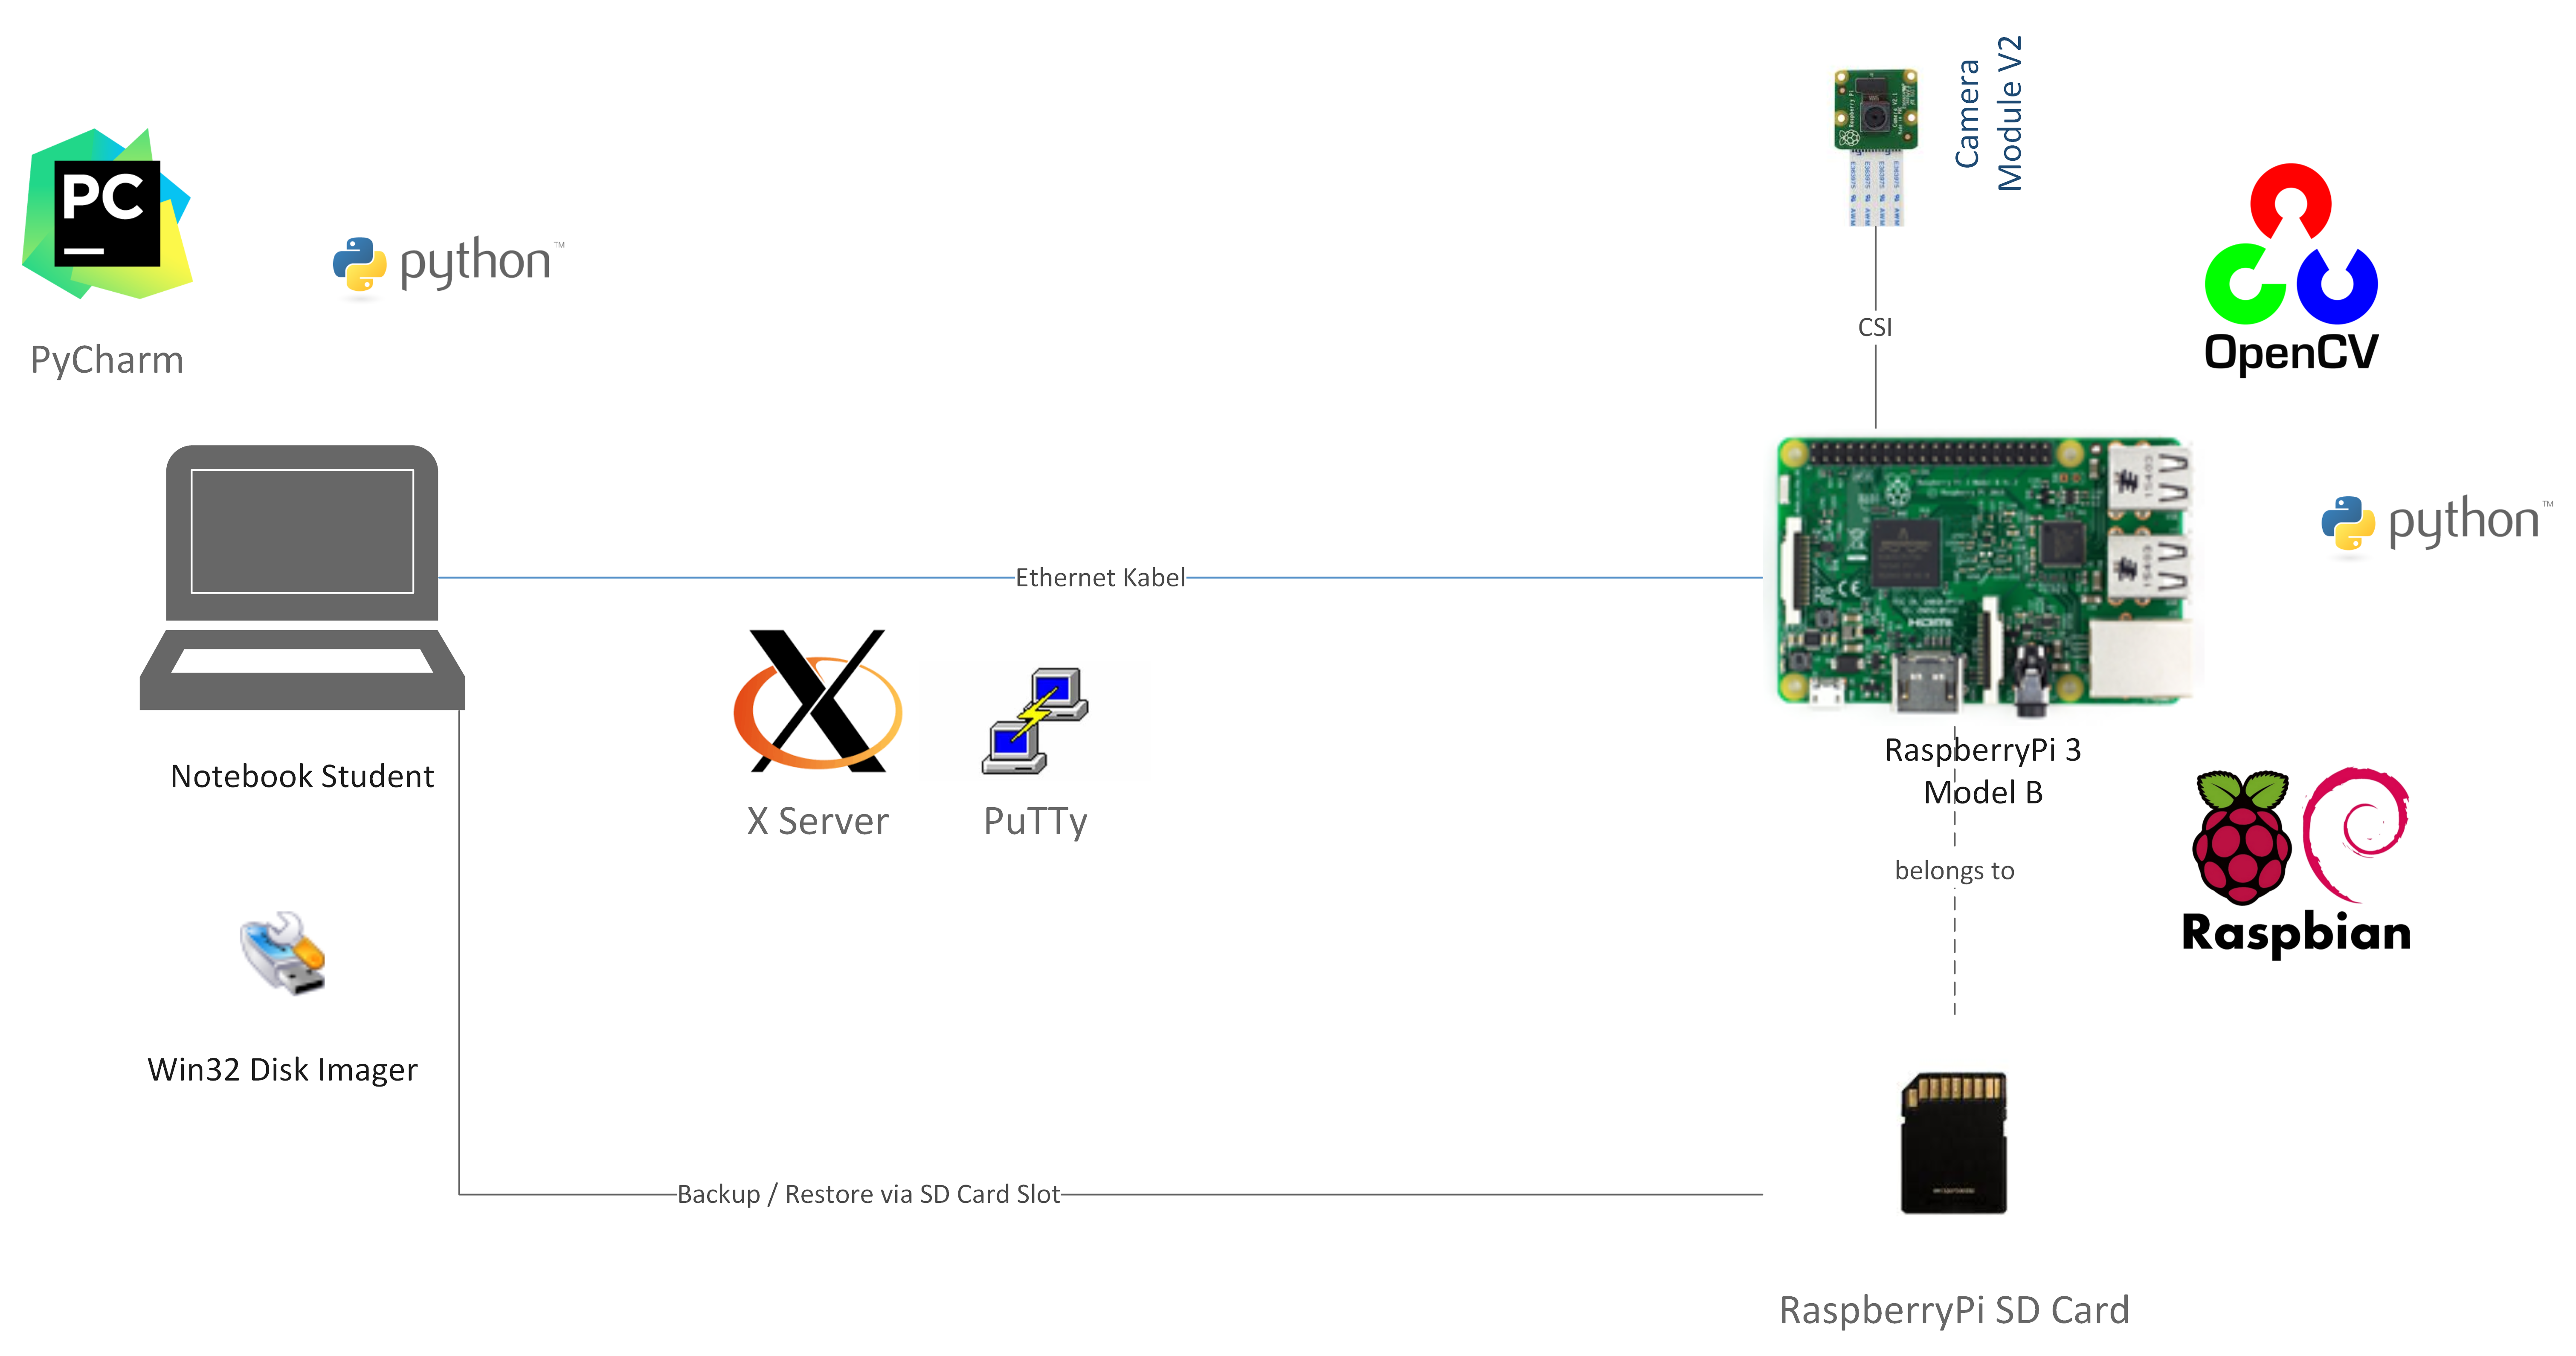 Camera
Module V2
PC
python™
PyCharm
CSI
OpenCV
python™
Ethernet Kabel
RaspberryPi 3
Model B
Notebook Student
X Server
PuTTy
belongs to
Raspbian
Win32 Disk Imager
Backup / Restore via SD Card Slot
RaspberryPi SD Card